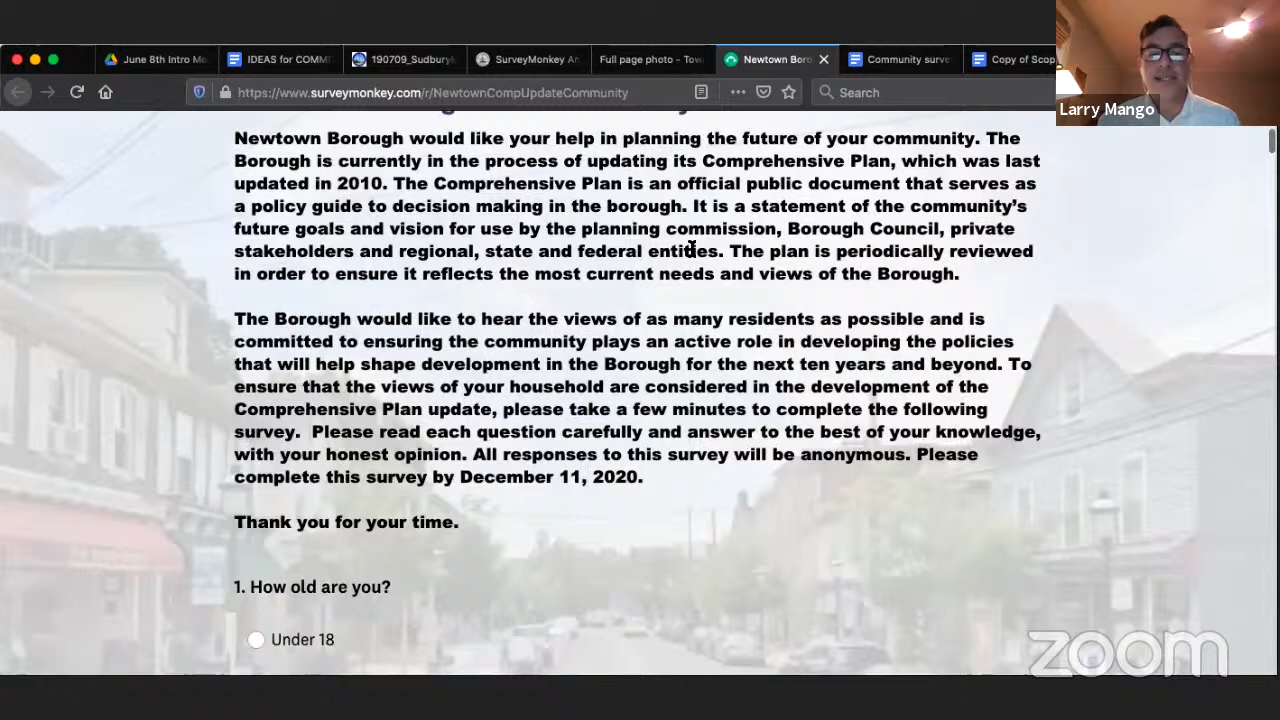 June 8th Intro Me
IDEAS for COMM
190709_Sudbury
SurveyMonkey An
Full page photo – Tow
Newtown Boro
Community surve
Copy of Scop
https://www.surveymonkey.com/r/NewtownCompUpdateCommunity
Search
Larry Mango
Newtown Borough would like your help in planning the future of your community. The
Borough is currently in the process of updating its Comprehensive Plan, which was last
updated in 2010. The Comprehensive Plan is an official public document that serves as
a policy guide to decision making in the borough. It is a statement of the community’s
future goals and vision for use by the planning commission, Borough Council, private
stakeholders and regional, state and federal entities. The plan is periodically reviewed
in order to ensure it reflects the most current needs and views of the Borough.
The Borough would like to hear the views of as many residents as possible and is
committed to ensuring the community plays an active role in developing the policies
that will help shape development in the Borough for the next ten years and beyond. To
ensure that the views of your household are considered in the development of the
Comprehensive Plan update, please take a few minutes to complete the following
survey.  Please read each question carefully and answer to the best of your knowledge,
with your honest opinion. All responses to this survey will be anonymous. Please
complete this survey by December 11, 2020.
Thank you for your time.
1. How old are you?
Under 18
zoom